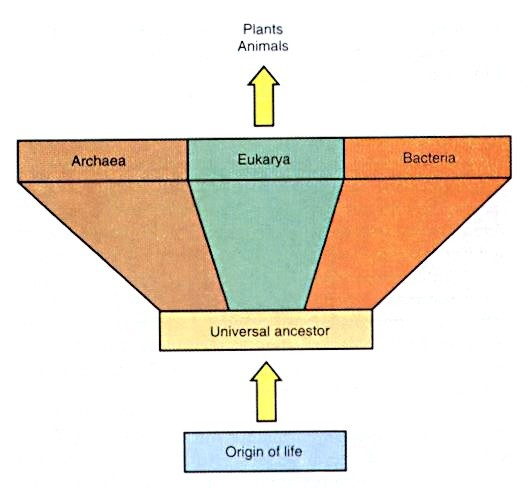 Plants
Animals
Archaea
Eukarya
Bacteria
Universal ancestor
Origin of life